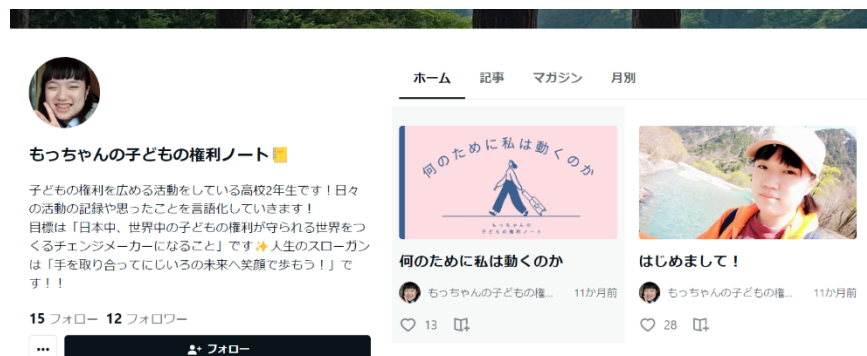 もっちゃんの子どもの権利ノート📒
子どもの権利を広める活動をしている高校2年生です！日々
の活動の記録や思ったことを言語化していきます！
目標は「日本中、世界中の子どもの権利が守られる世界をつ
くるチェンジメーカーになること」です✨人生のスローガン
は「手を取り合ってにじいろの未来へ笑顔で歩もう！」で
す！！
15 フォロー 12 フォロワー
フォロー
ホーム 記事 マガジン 月別
何のために私は動くのか
もっちゃんの
子どもの権利ノート
何のために私は動くのか
もっちゃんの子どもの権... 11か月前
13
はじめまして！
もっちゃんの子どもの権... 11か月前
28